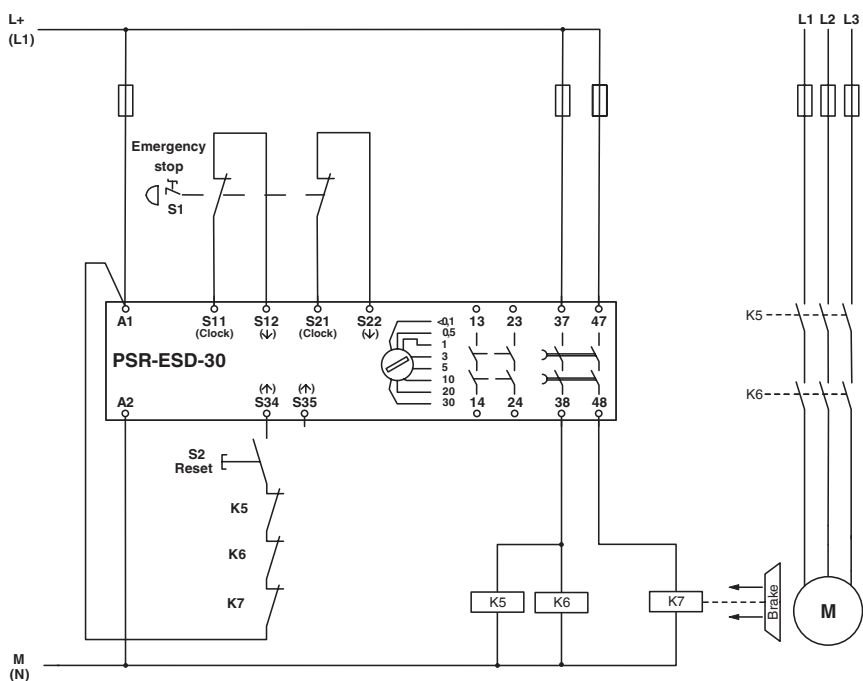 L+
(L1)
L1 L2 L3
Emergency
stop
S1
A1 S11 S12 S21 S22 <0,1 13 23 37 47
(Clock) (↓) (Clock) (↓) 0,5
1
PSR-ESD-30 3
5
(↑) (↑) 10
20
A2 S34 S35 30 14 24 38 48
K5
K6
S2
Reset
K5
K6
K7
K5 K6 K7 Brake M
M
(N)